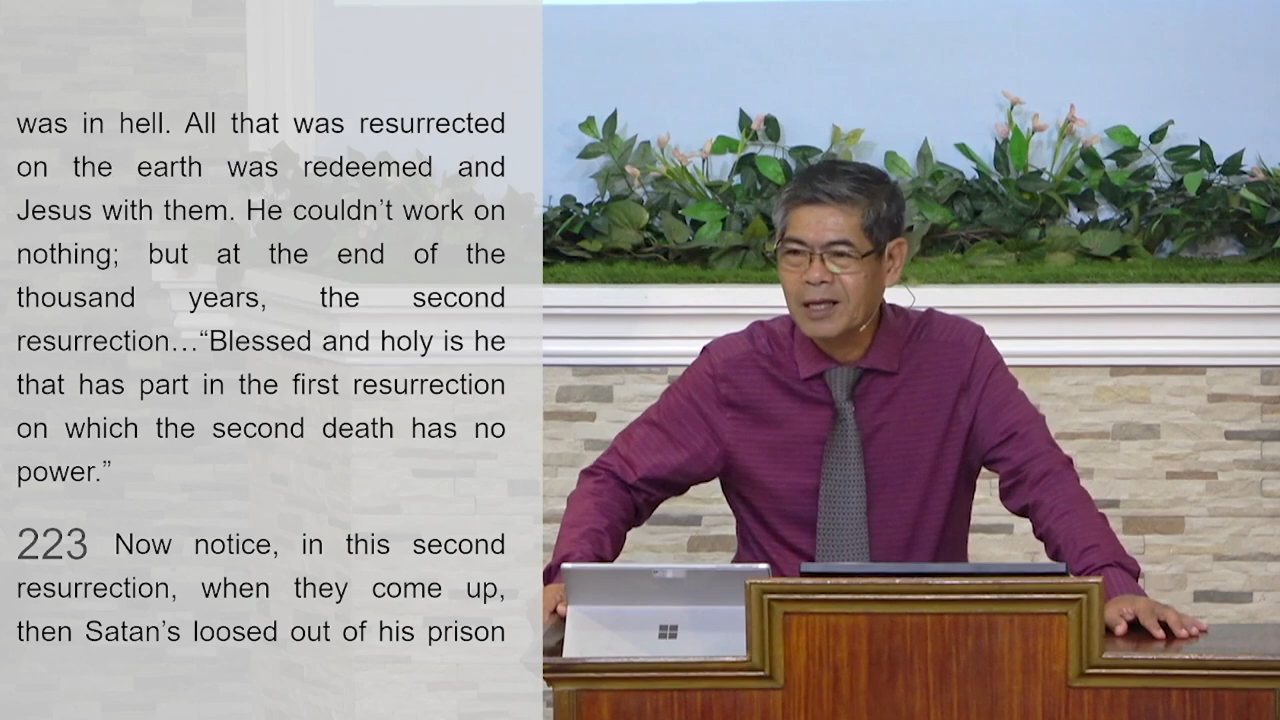 was in hell. All that was resurrected
on the earth was redeemed and
Jesus with them. He couldn’t work on
nothing; but at the end of the
thousand years, the second
resurrection…“Blessed and holy is he
that has part in the first resurrection
on which the second death has no
power.”
223 Now notice, in this second
resurrection, when they come up,
then Satan’s loosed out of his prison